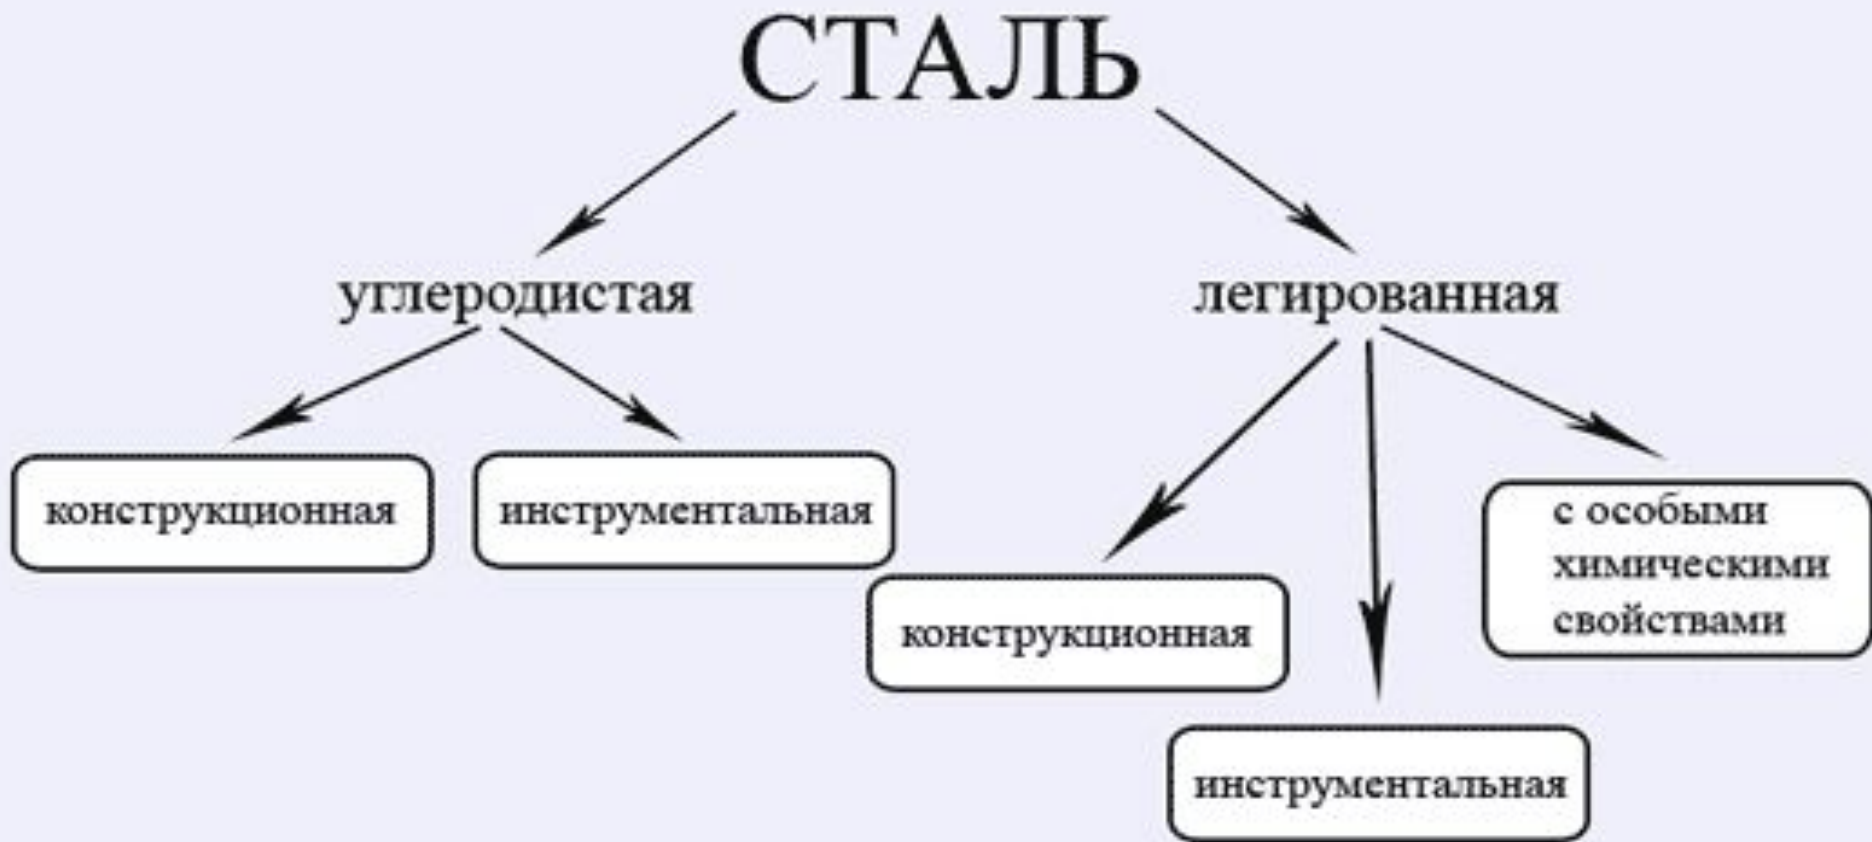 СТАЛЬ
углеродистая
легированная
конструкционная
инструментальная
конструкционная
инструментальная
с особыми
химическими
свойствами